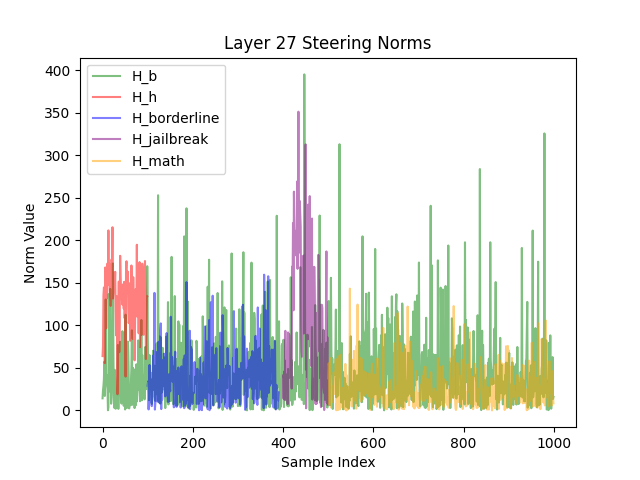 Layer 27 Steering Norms
H_b
H_h
H_borderline
H_jailbreak
H_math
Norm Value
400
350
300
250
200
150
100
50
0
0 200 400 600 800 1000
Sample Index